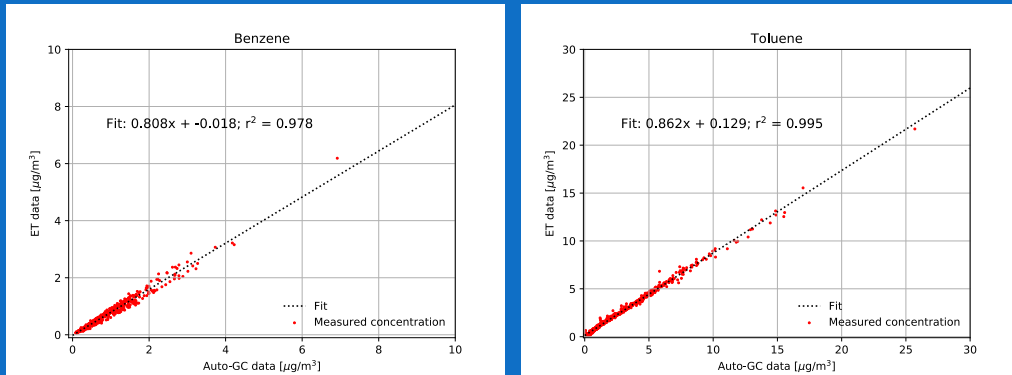 Benzene
10
8
6
4
2
0
ET data [μg/m³]
Fit: 0.808x + -0.018; r² = 0.978
Fit
Measured concentration
0 2 4 6 8 10
Auto-GC data [μg/m³]
Toluene
30
25
20
15
10
5
0
ET data [μg/m³]
Fit: 0.862x + 0.129; r² = 0.995
Fit
Measured concentration
0 5 10 15 20 25 30
Auto-GC data [μg/m³]